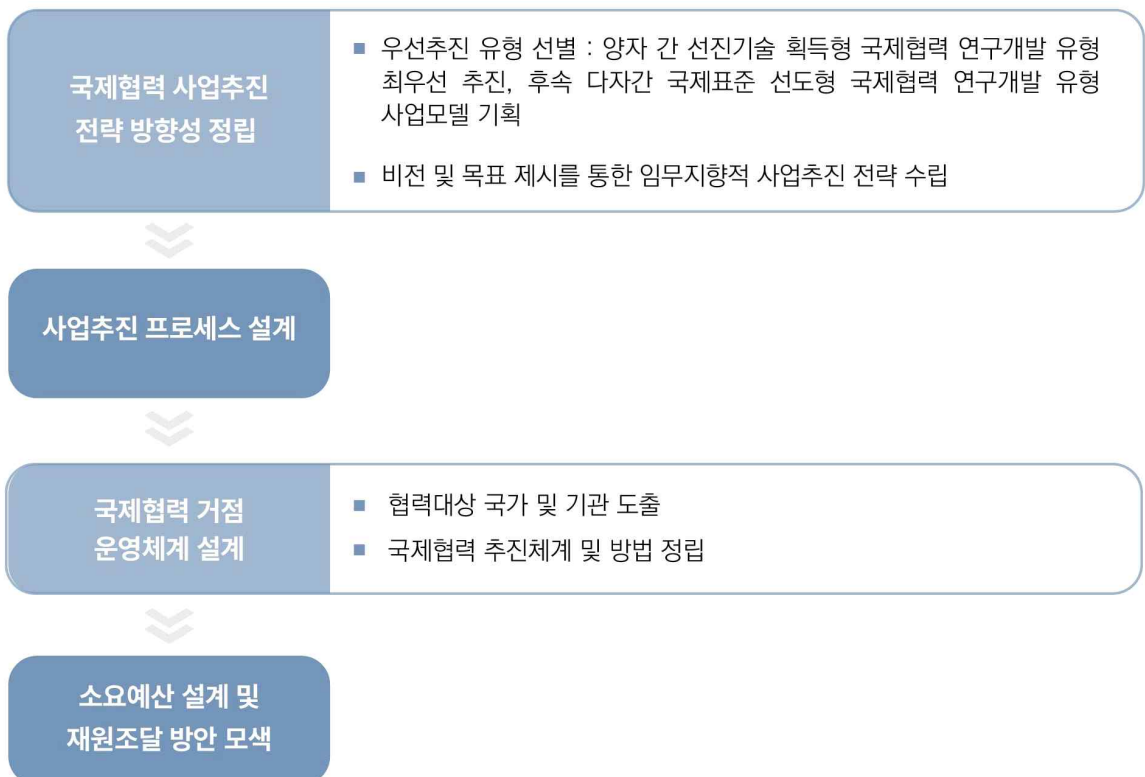 국제협력 사업추진
전략 방향성 정립
▪ 우선추진 유형 선별 : 양자 간 선진기술 획득형 국제협력 연구개발 유형
최우선 추진, 후속 다자간 국제표준 선도형 국제협력 연구개발 유형
사업모델 기획
▪ 비전 및 목표 제시를 통한 임무지향적 사업추진 전략 수립
사업추진 프로세스 설계
국제협력 거점
운영체계 설계
▪ 협력대상 국가 및 기관 도출
▪ 국제협력 추진체계 및 방법 정립
소요예산 설계 및
재원조달 방안 모색